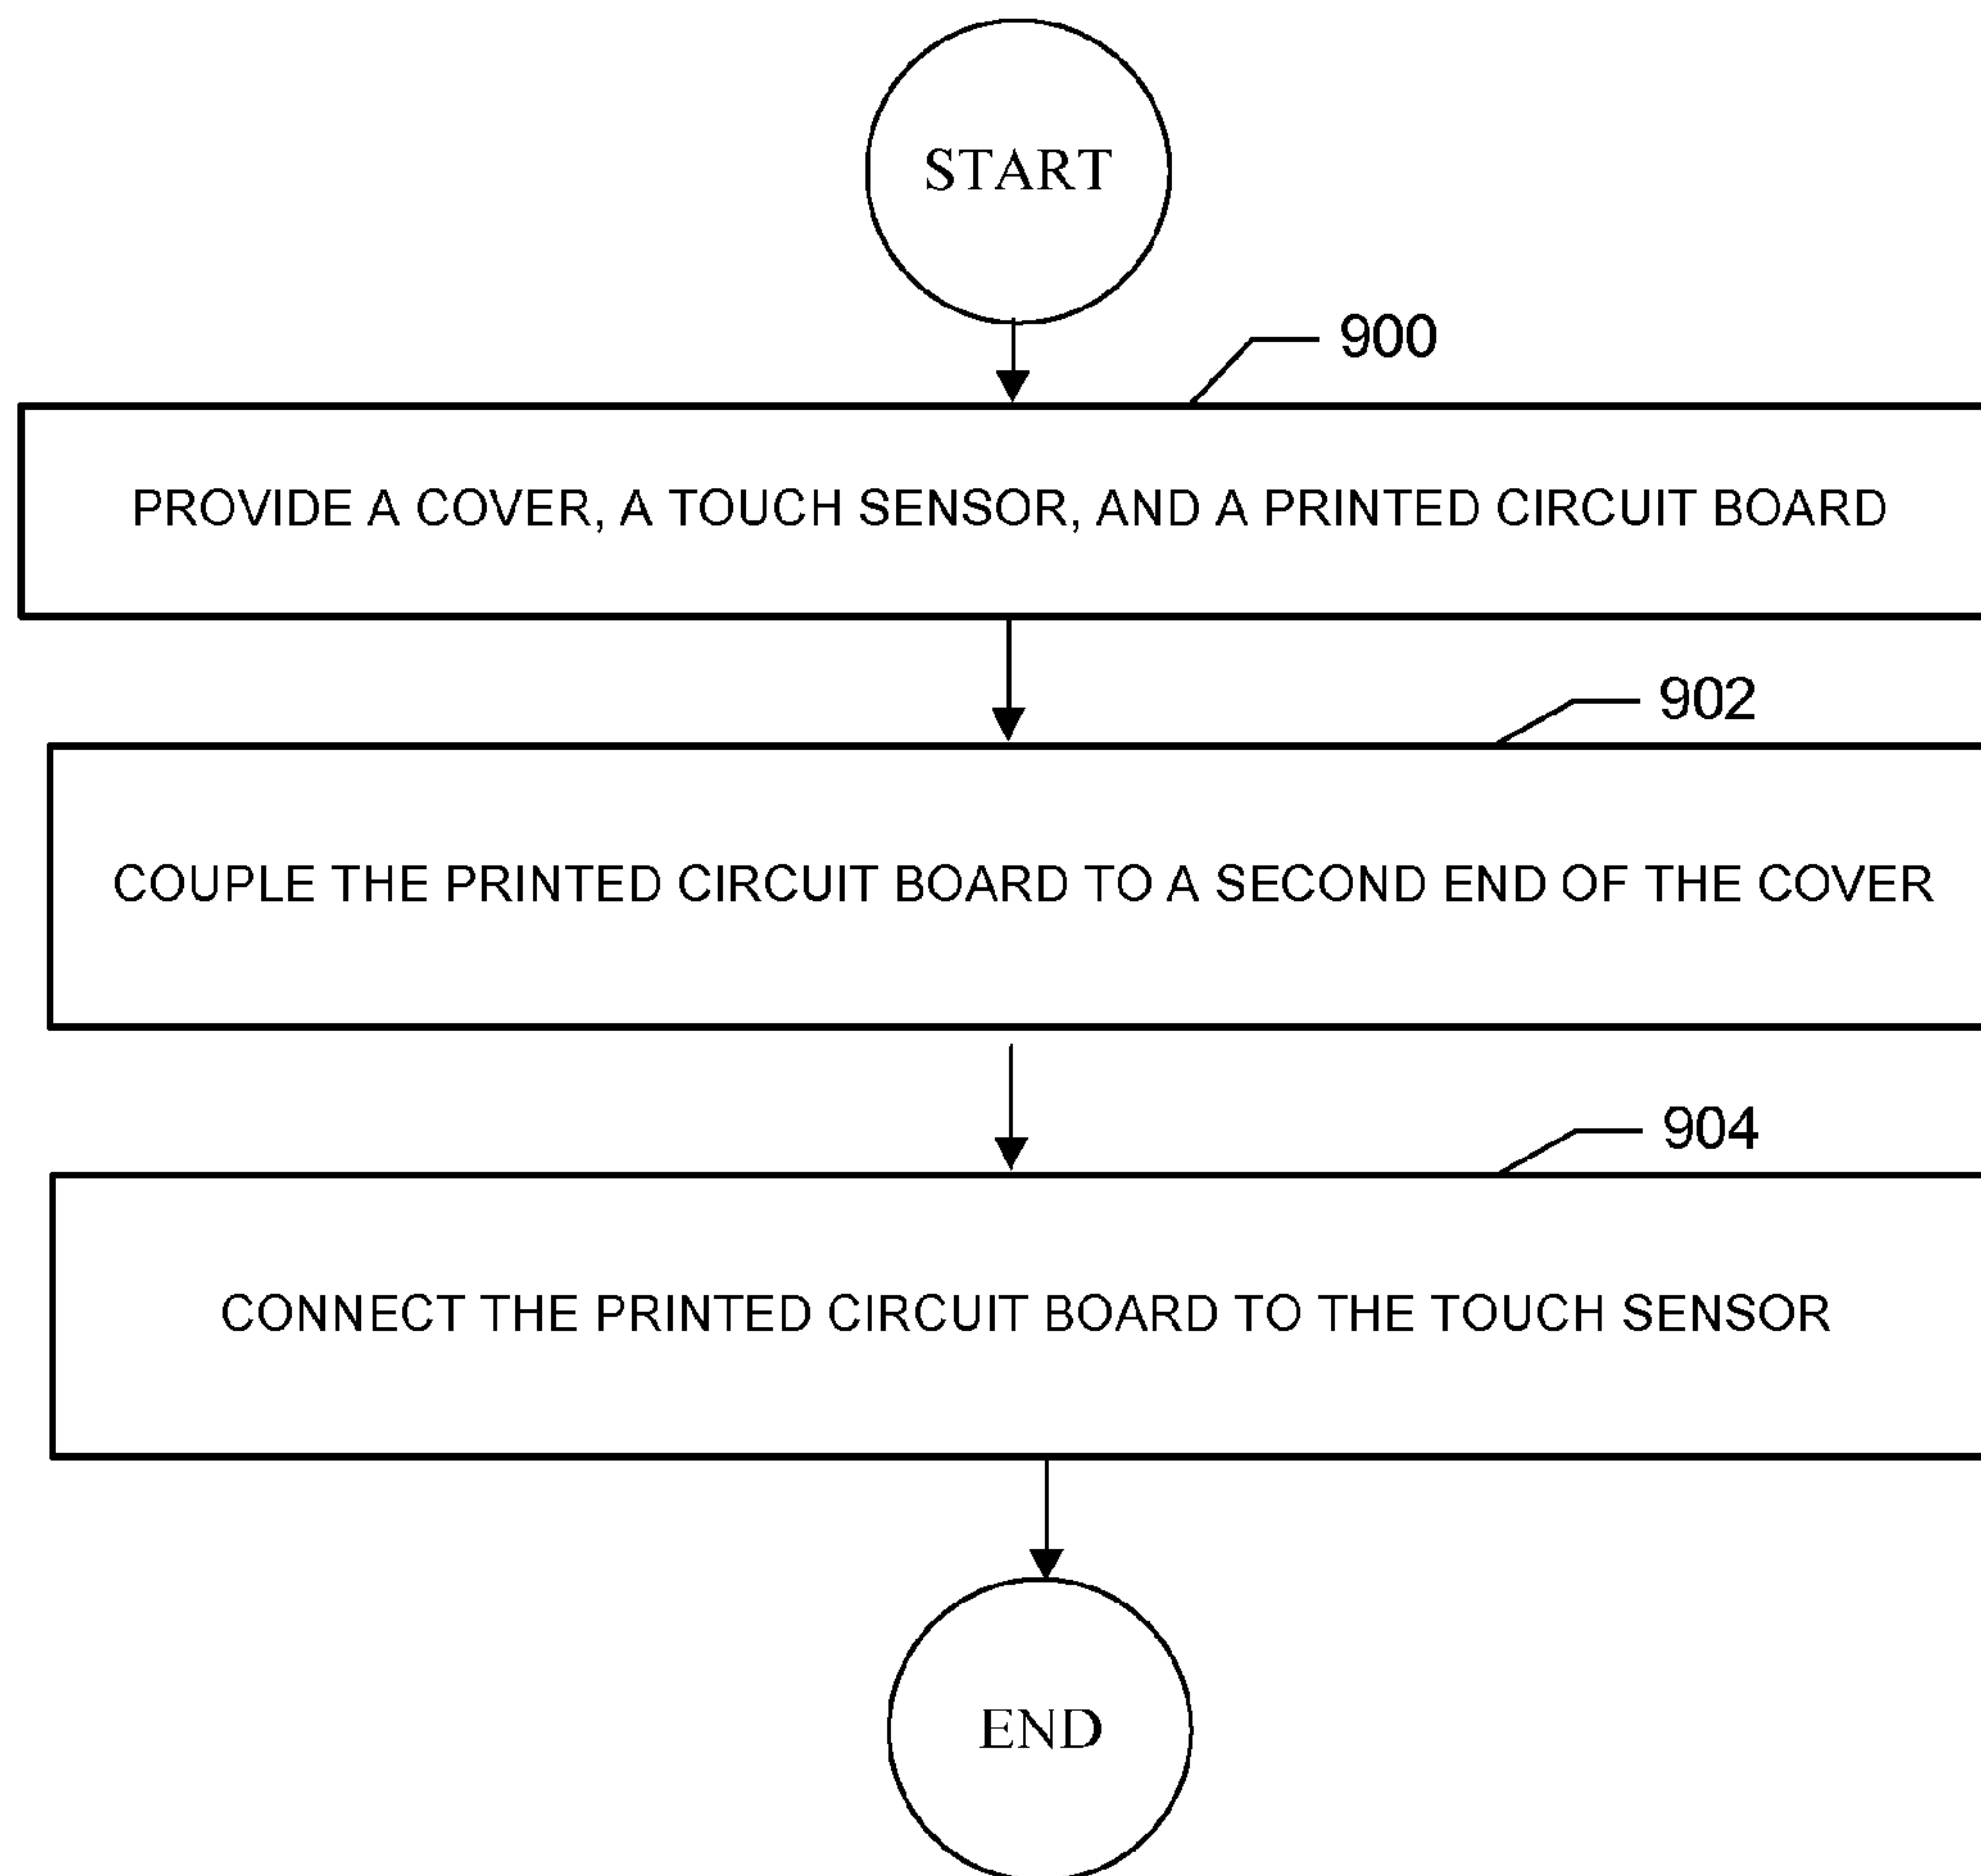 START
900
PROVIDE A COVER, A TOUCH SENSOR, AND A PRINTED CIRCUIT BOARD
902
COUPLE THE PRINTED CIRCUIT BOARD TO A SECOND END OF THE COVER
904
CONNECT THE PRINTED CIRCUIT BOARD TO THE TOUCH SENSOR
END